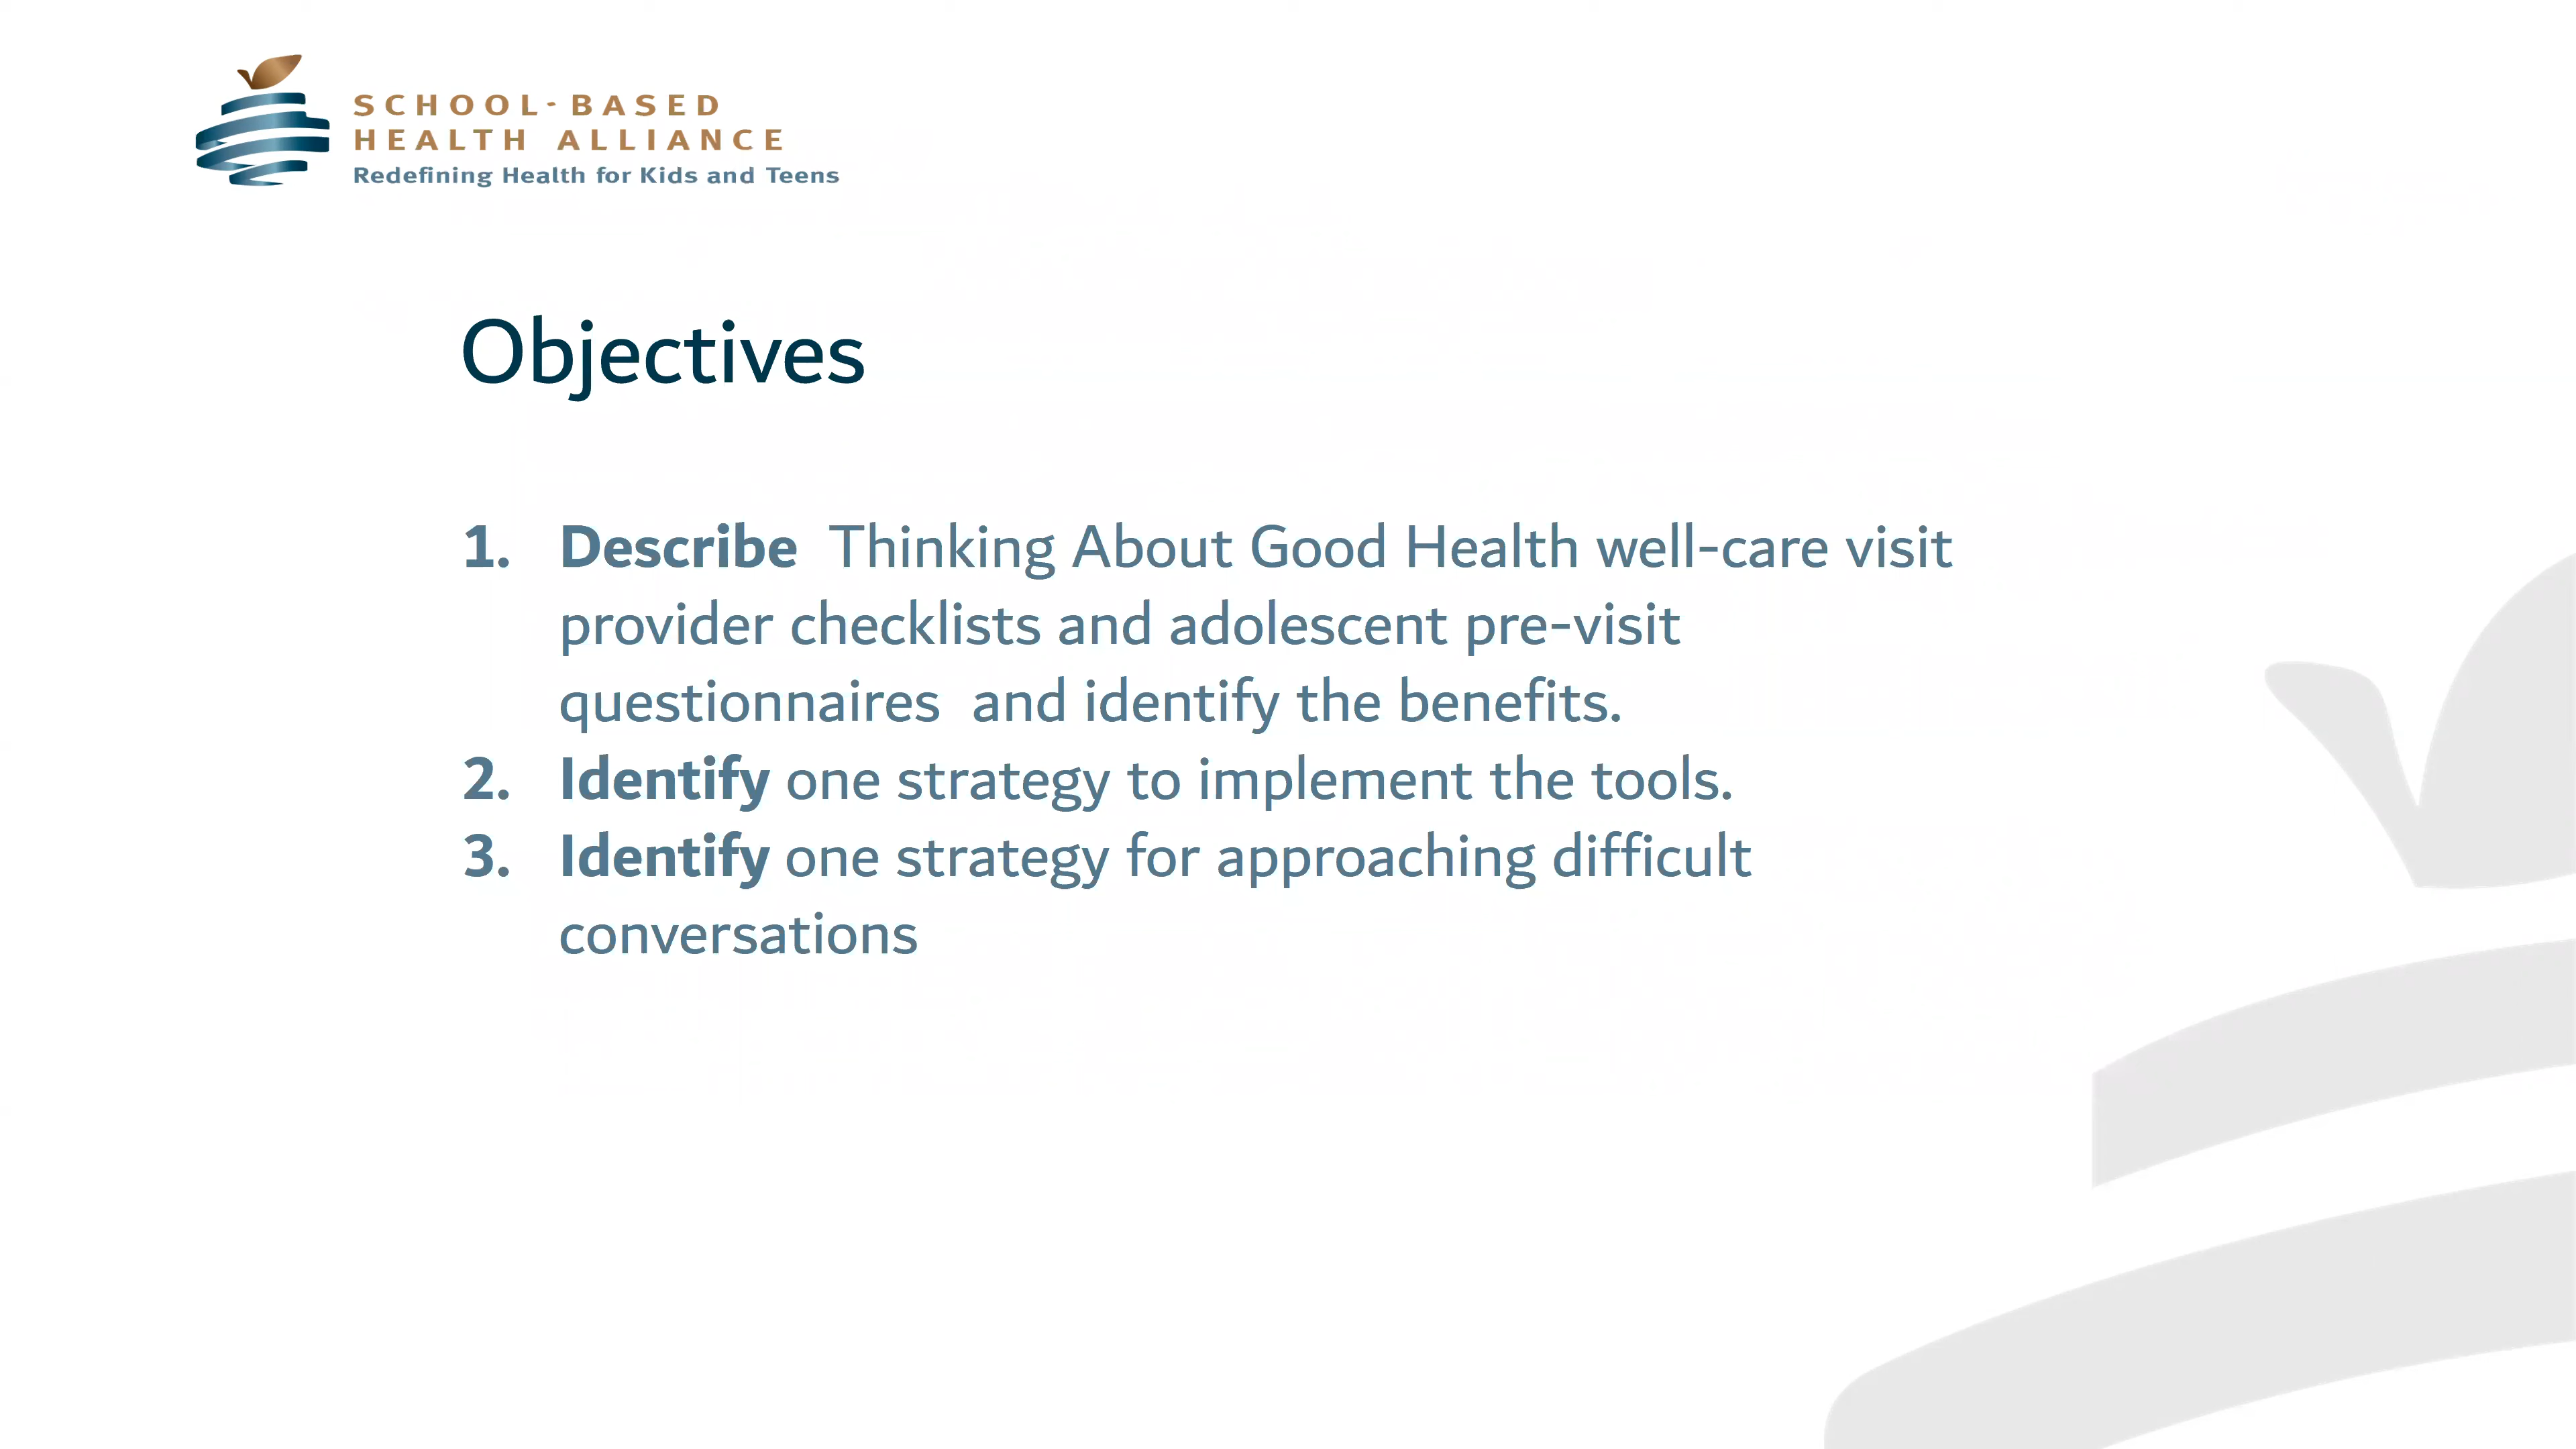 SCHOOL-BASED
HEALTH ALLIANCE
Redefining Health for Kids and Teens
Objectives
1. Describe  Thinking About Good Health well-care visit
provider checklists and adolescent pre-visit
questionnaires  and identify the benefits.
2. Identify one strategy to implement the tools.
3. Identify one strategy for approaching difficult
conversations